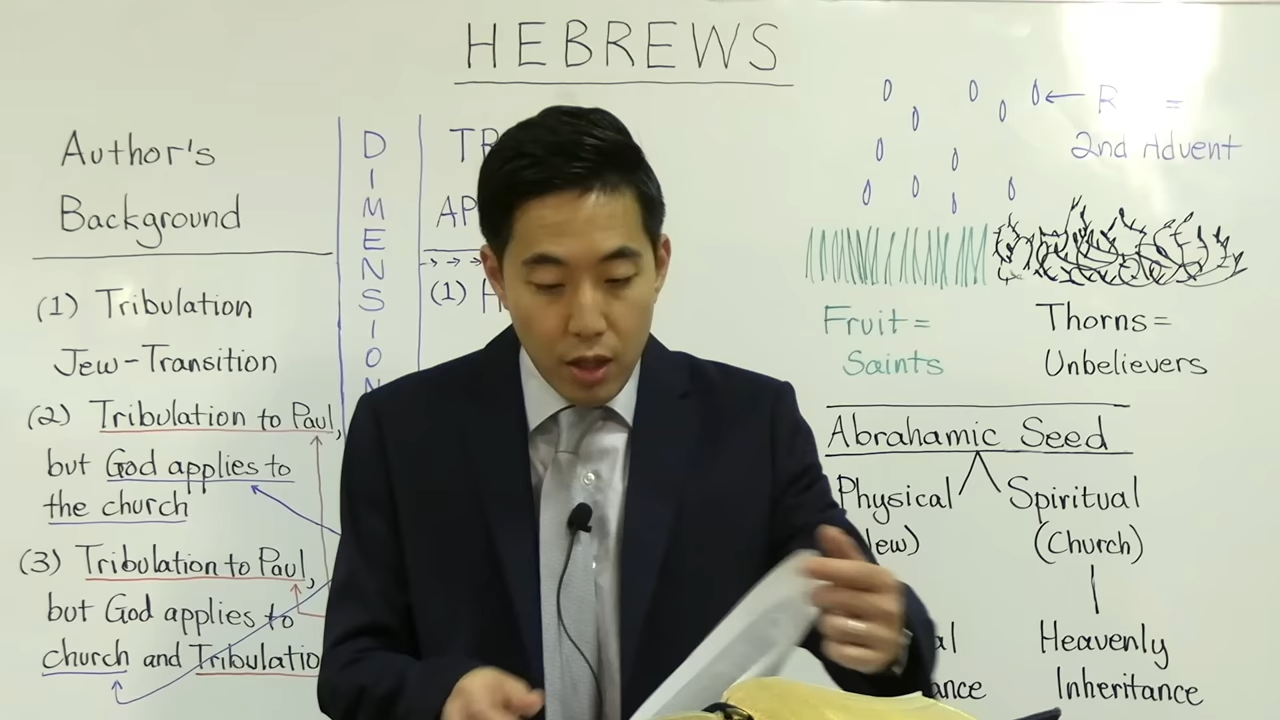 HEBREWS
Author's
Background
(1) Tribulation
Jew-Transition
(2) Tribulation to Paul,
but God applies to
the church
(3) Tribulation to Paul,
but God applies to
church and Tribulatio
DIMENSION
TR
AP
(1) H
R =
2nd Advent
Fruit =
Saints
Thorns =
Unbelievers
Abrahamic Seed
Physical
Spiritual
(Church)
Heavenly
Inheritance